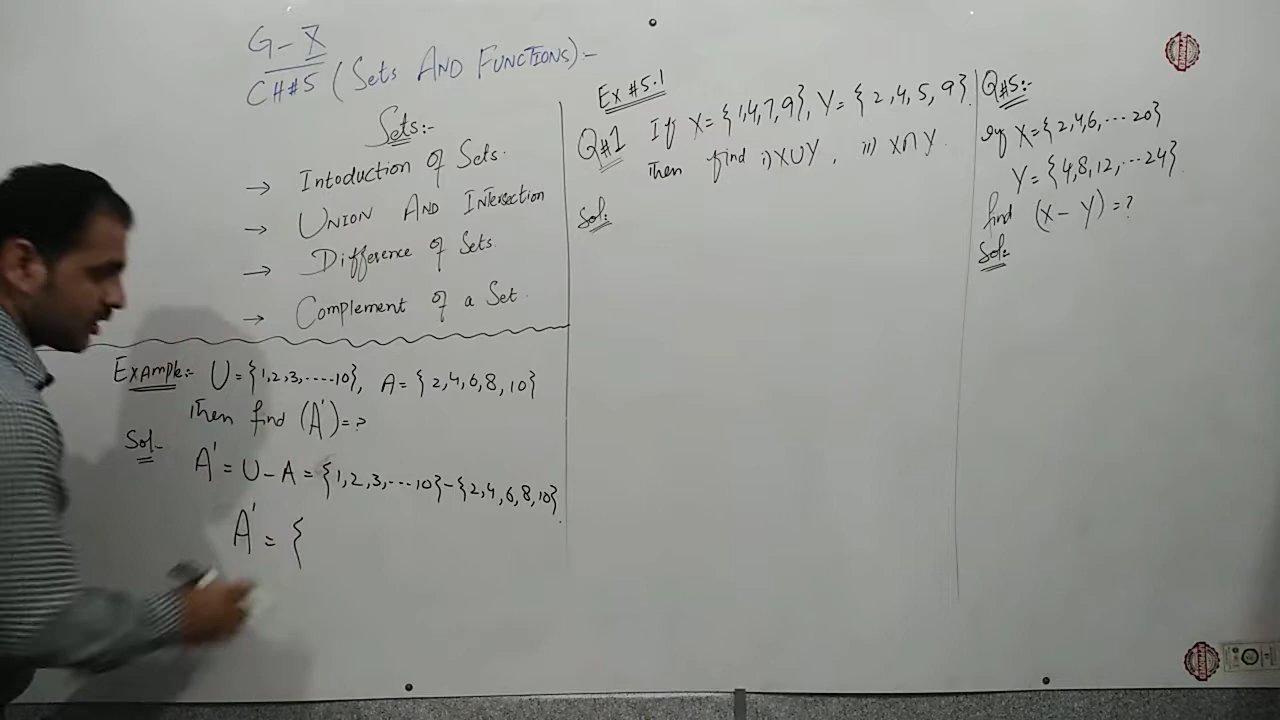 G-X
CH#5 (Sets AND FUNCTIONS):-
Sets:-
→ Intoduction of Sets.
→ UNION AND Intersection
→ Difference of Sets.
→ Complement of a Set.
Example:- U={1,2,3,.....10}, A={2,4,6,8,10}
Then find (A')=?
Sol:-
A' = U-A = {1,2,3,...10}-{2,4,6,8,10}.
A' = {
Ex #5.1
Q#1 If X={1,4,7,9}, Y={2,4,5,9}.
Then find i) X∪Y, ii) X∩Y.
Sol:
Q#5:-
If X={2,4,6,...20}
Y={4,8,12,...24}.
find (X-Y)=?
Sol: